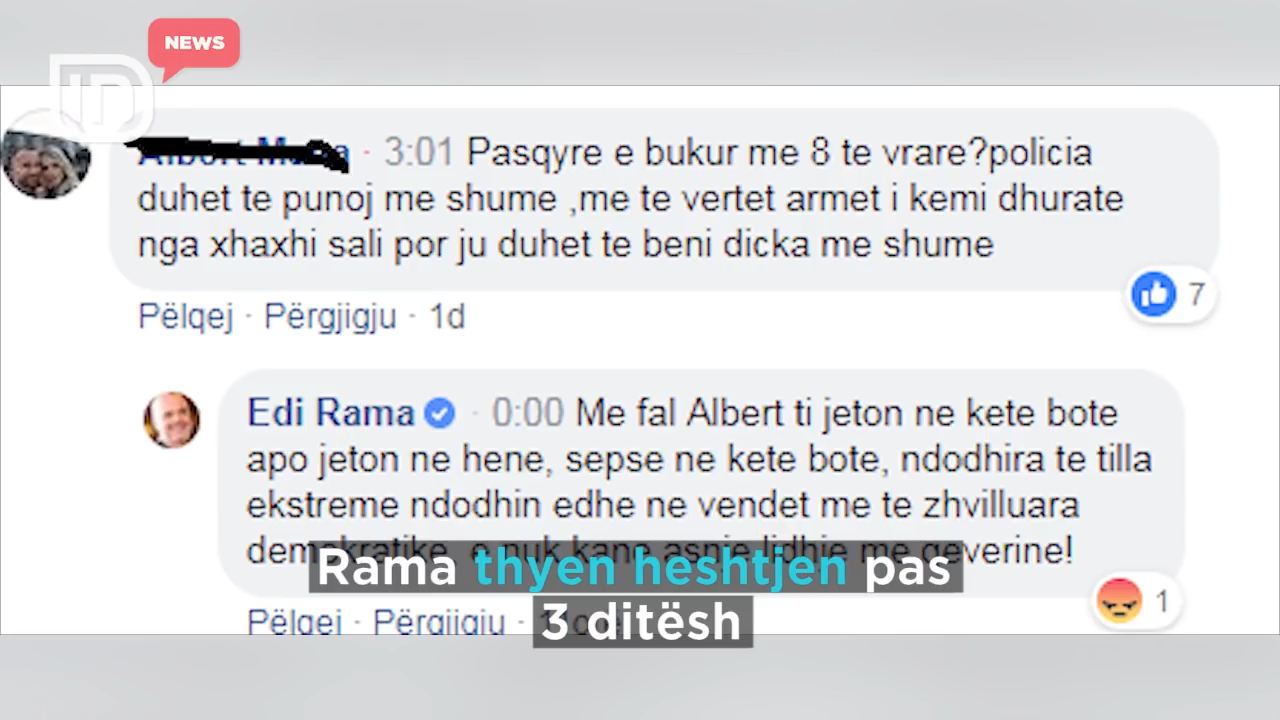 NEWS
ID
3:01 Pasqyre e bukur me 8 te vrare?policia
duhet te punoj me shume ,me te vertet armet i kemi dhurate
nga xhaxhi sali por ju duhet te beni dicka me shume
7
Pëlqej · Përgjigju · 1d
Edi Rama · 0:00 Me fal Albert ti jeton ne kete bote
apo jeton ne hene, sepse ne kete bote, ndodhira te tilla
ekstreme ndodhin edhe ne vendet me te zhvilluara
demokratike, e nuk kane asnje lidhje me qeverine!
Rama thyen heshtjen pas
1
Pëlqej · Përgjigju ·
3 ditësh